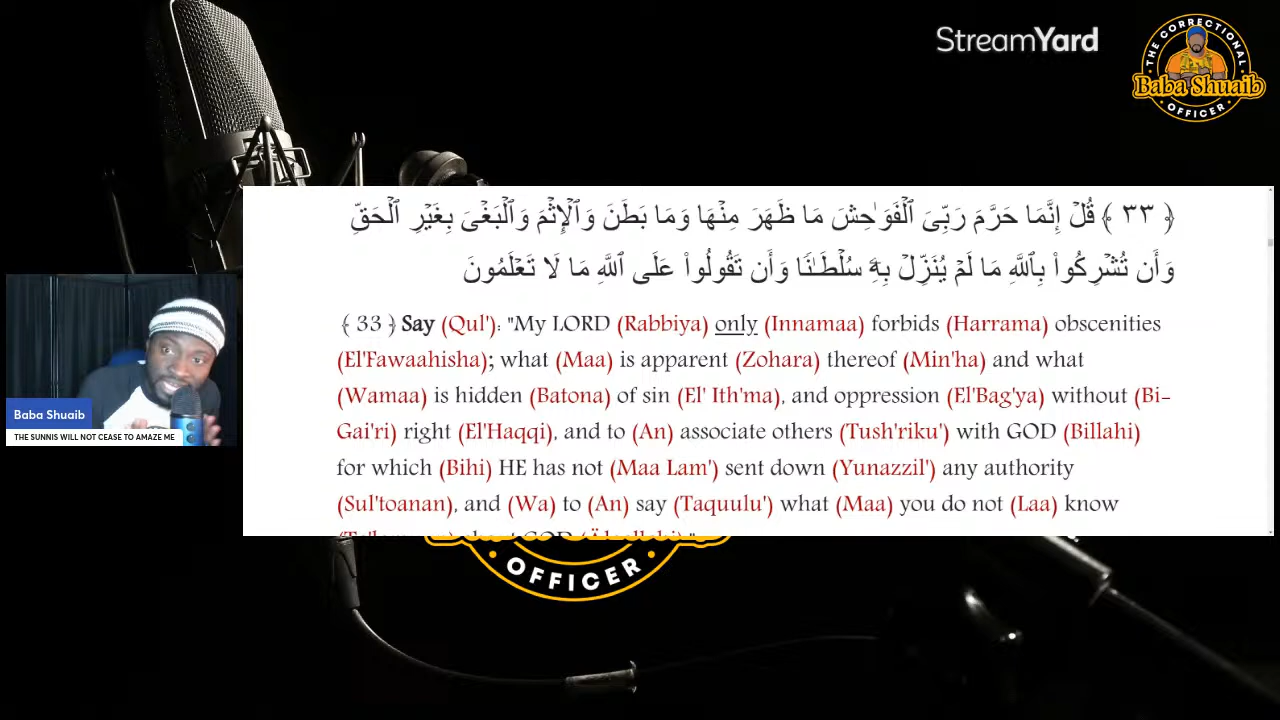 StreamYard
THE CORRECTIONAL
Baba Shuaib
OFFICER
﴿ ٣٣ ﴾ قُلْ إِنَّمَا حَرَّمَ رَبِّىَ ٱلْفَوَٰحِشَ مَا ظَهَرَ مِنْهَا وَمَا بَطَنَ وَٱلْإِثْمَ وَٱلْبَغْىَ بِغَيْرِ ٱلْحَقِّ
وَأَن تُشْرِكُوا۟ بِٱللَّهِ مَا لَمْ يُنَزِّلْ بِهِۦ سُلْطَـٰنًا وَأَن تَقُولُوا۟ عَلَى ٱللَّهِ مَا لَا تَعْلَمُونَ
﴾ 33 ﴿ Say (Qul'): "My LORD (Rabbiya) only (Innamaa) forbids (Harrama) obscenities
(El'Fawaahisha); what (Maa) is apparent (Zohara) thereof (Min'ha) and what
(Wamaa) is hidden (Batona) of sin (El' Ith'ma), and oppression (El'Bag'ya) without (Bi-
Gai'ri) right (El'Haqqi), and to (An) associate others (Tush'riku') with GOD (Billahi)
for which (Bihi) HE has not (Maa Lam') sent down (Yunazzil') any authority
(Sul'toanan), and (Wa) to (An) say (Taquulu') what (Maa) you do not (Laa) know
Baba Shuaib
THE SUNNIS WILL NOT CEASE TO AMAZE ME
OFFICER